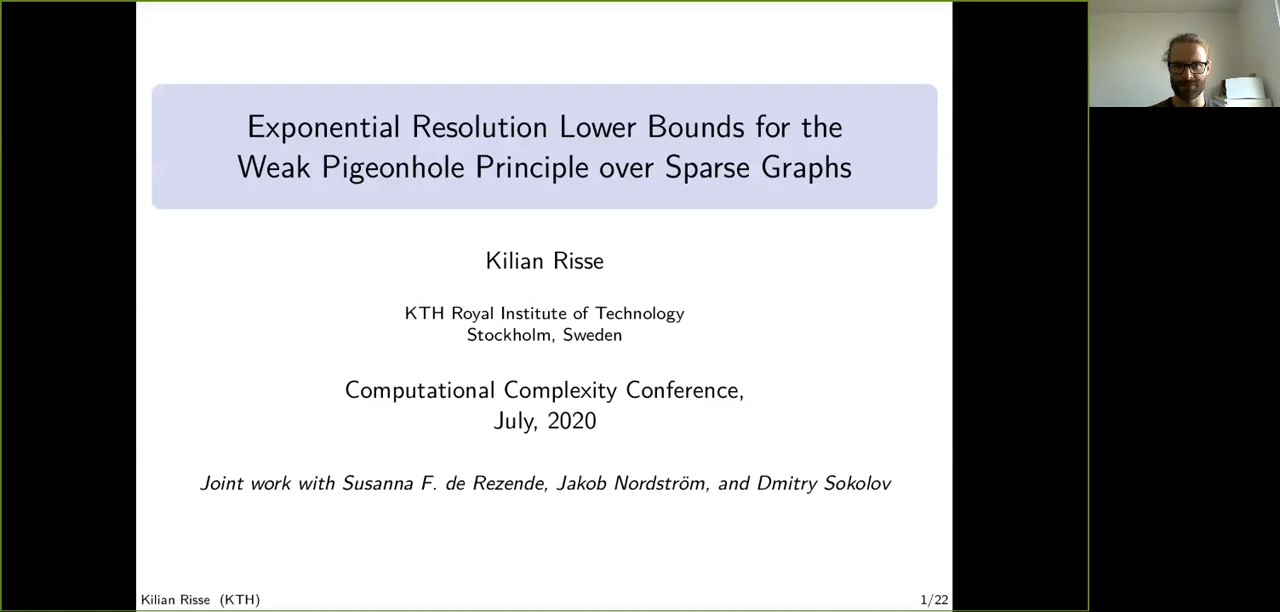 Exponential Resolution Lower Bounds for the
Weak Pigeonhole Principle over Sparse Graphs
Kilian Risse
KTH Royal Institute of Technology
Stockholm, Sweden
Computational Complexity Conference,
July, 2020
Joint work with Susanna F. de Rezende, Jakob Nordström, and Dmitry Sokolov
Kilian Risse (KTH)
1/22